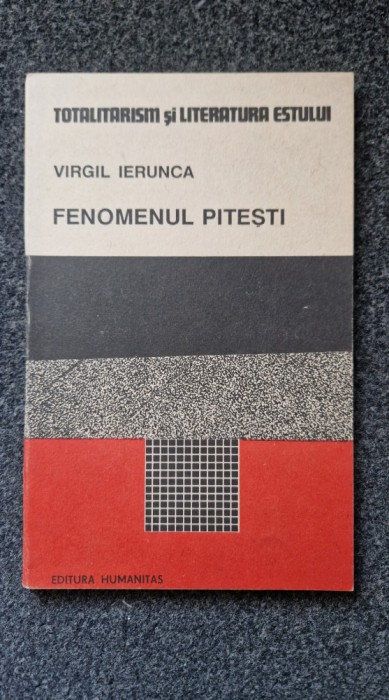 TOTALITARISM şi LITERATURA ESTULUI
VIRGIL IERUNCA
FENOMENUL PITEŞTI
EDITURA HUMANITAS